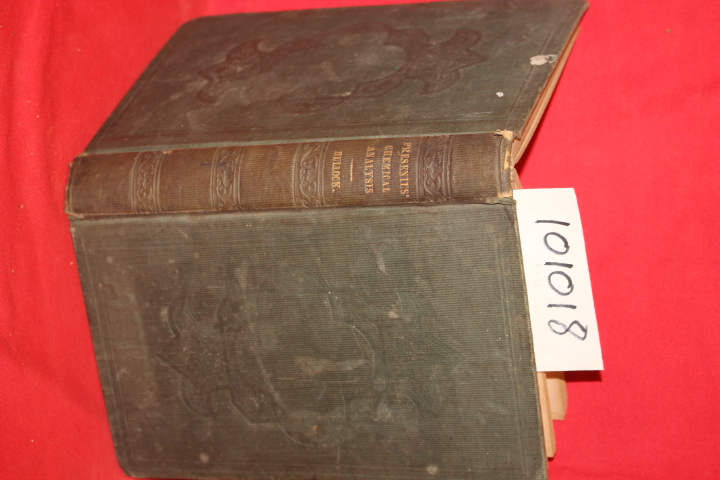 FRESENIUS'
CHEMICAL
ANALYSIS
BULLOCK.
101018